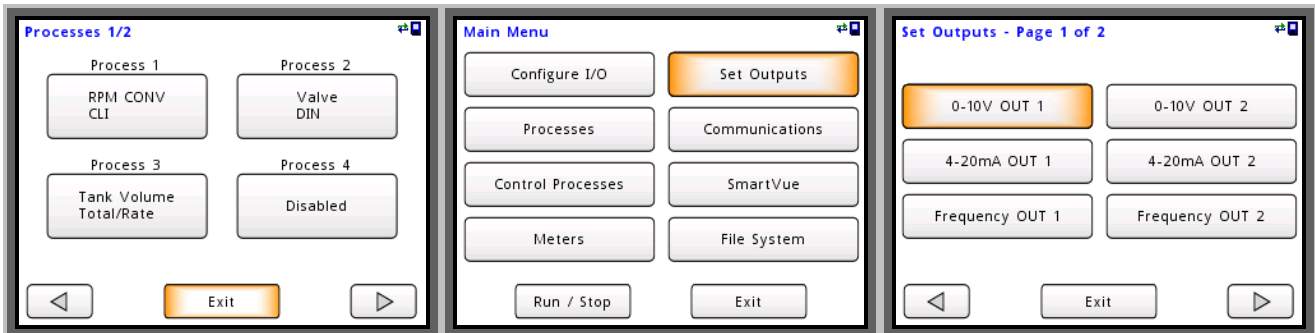 Processes 1/2
Process 1
Process 2
RPM CONV
CLI
Valve
DIN
Process 3
Process 4
Tank Volume
Total/Rate
Disabled
Exit
Main Menu
Configure I/O
Set Outputs
Processes
Communications
Control Processes
SmartVue
Meters
File System
Run / Stop
Exit
Set Outputs - Page 1 of 2
0-10V OUT 1
0-10V OUT 2
4-20mA OUT 1
4-20mA OUT 2
Frequency OUT 1
Frequency OUT 2
Exit